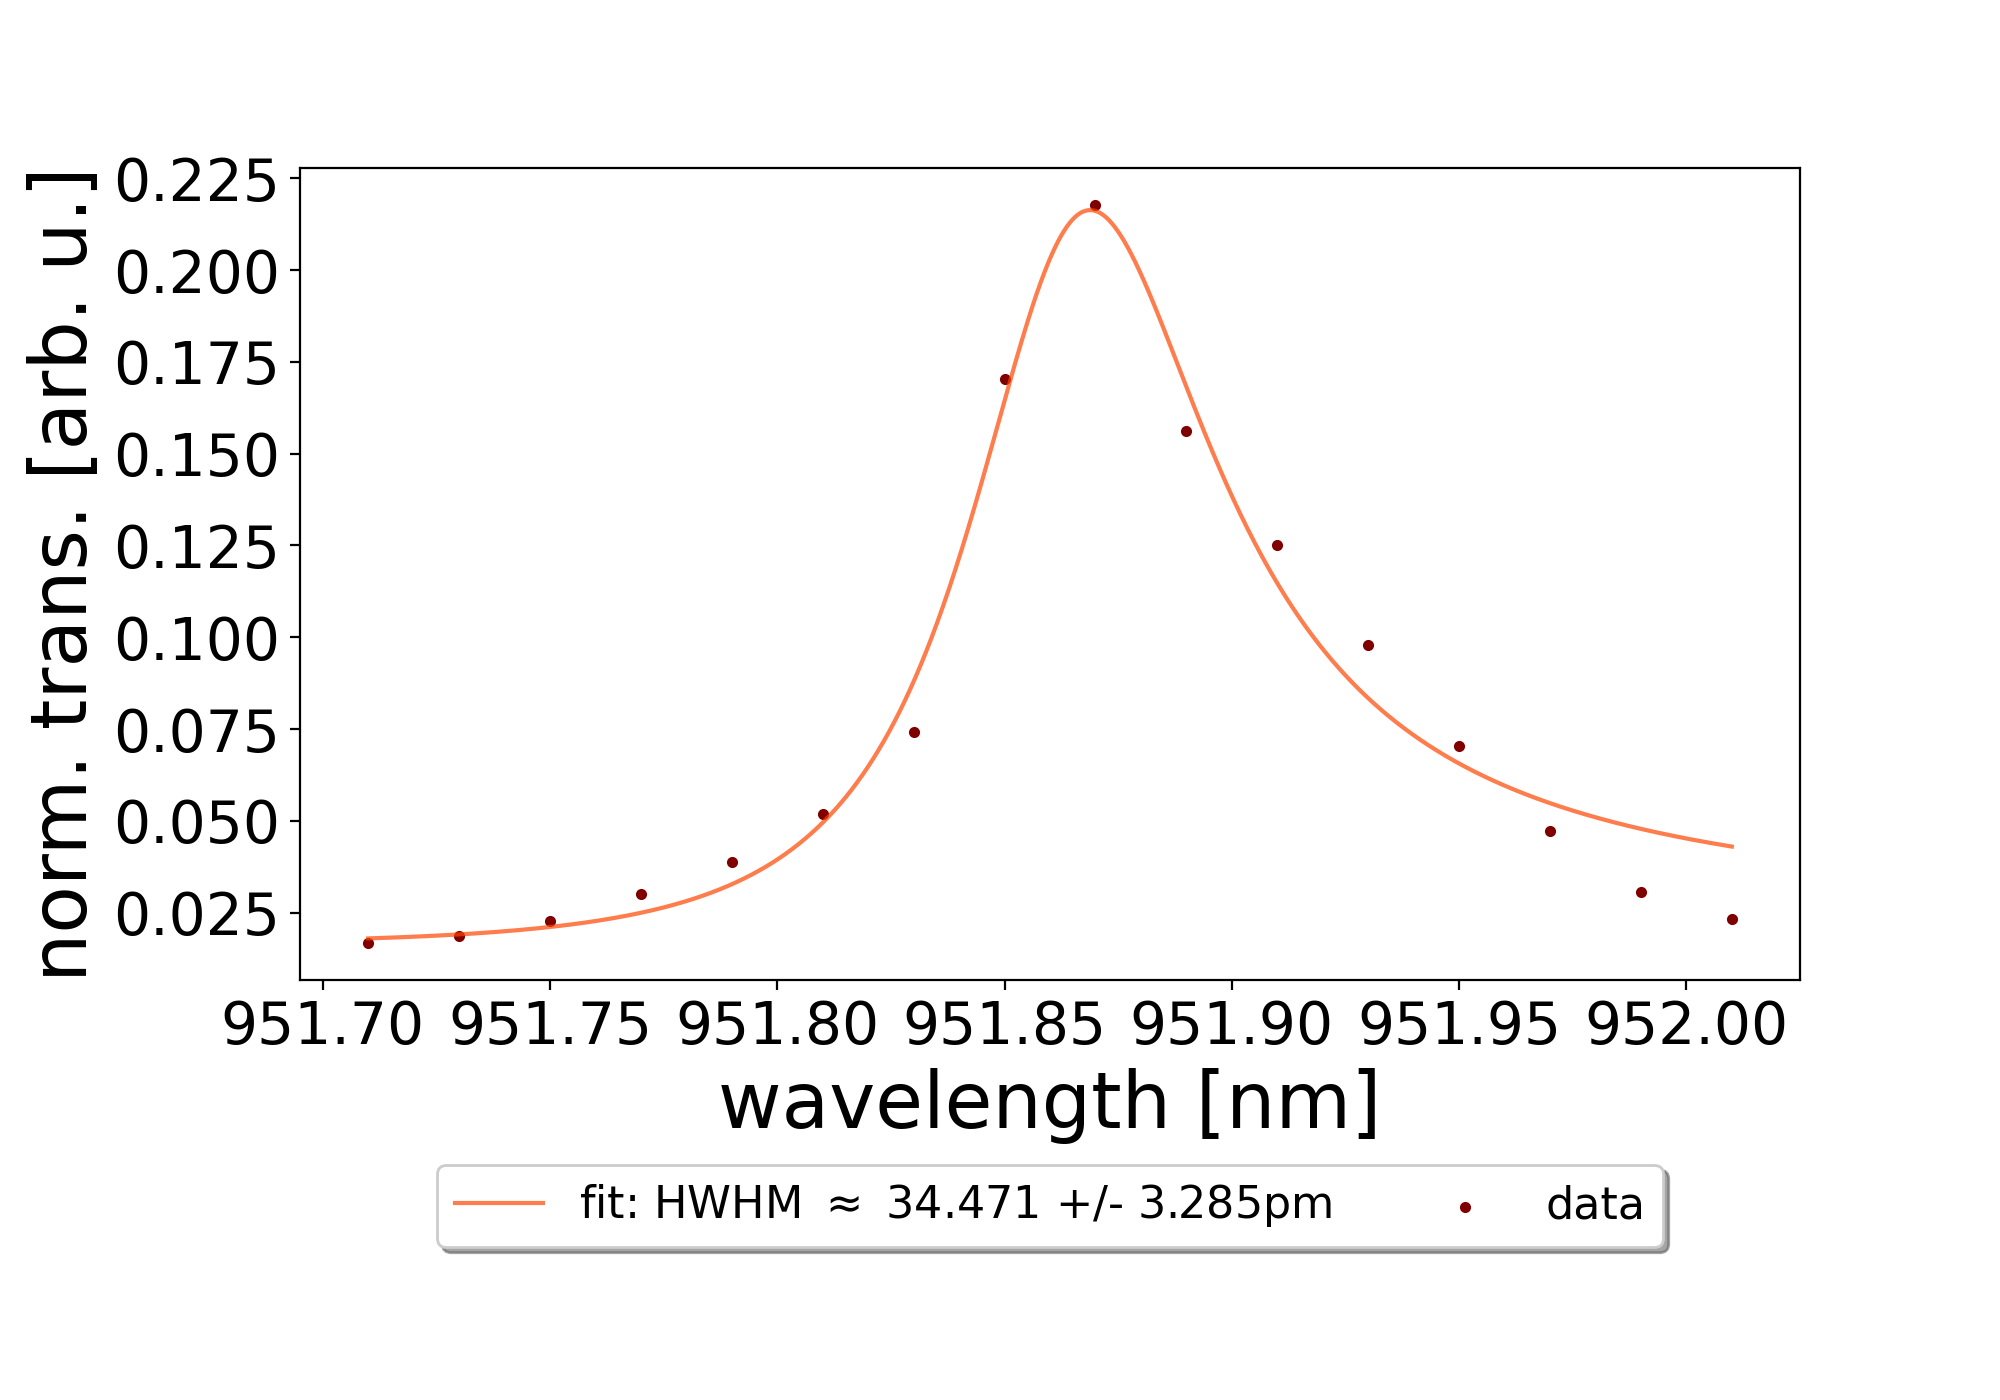 norm. trans. [arb. u.]
0.225
0.200
0.175
0.150
0.125
0.100
0.075
0.050
0.025
951.70 951.75 951.80 951.85 951.90 951.95 952.00
wavelength [nm]
fit: HWHM ≈ 34.471 +/- 3.285pm data